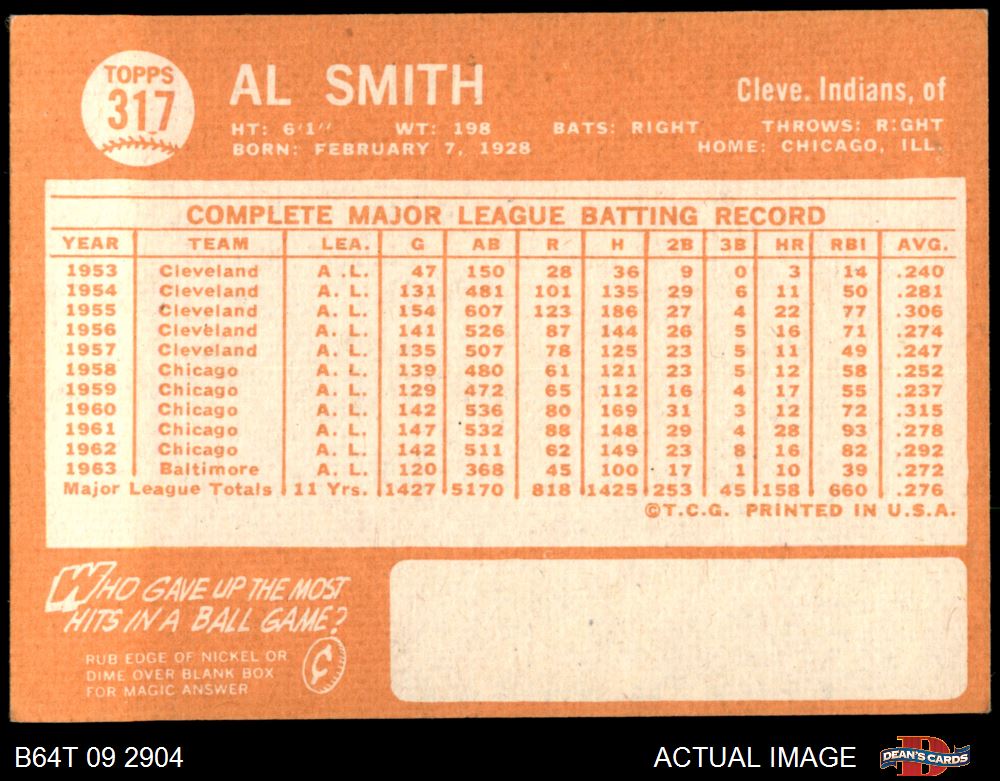 TOPPS
317
AL SMITH
Cleve. Indians, of
HT: 6'1" WT: 198 BATS: RIGHT THROWS: RIGHT
BORN: FEBRUARY 7, 1928 HOME: CHICAGO, ILL.
COMPLETE MAJOR LEAGUE BATTING RECORD
YEAR TEAM LEA. G AB R H 2B 3B HR RBI AVG.
1953 Cleveland A. L. 47 150 28 36 9 0 3 14 .240
1954 Cleveland A. L. 131 481 101 135 29 6 11 50 .281
1955 Cleveland A. L. 154 607 123 186 27 4 22 77 .306
1956 Cleveland A. L. 141 526 87 144 26 5 16 71 .274
1957 Cleveland A. L. 135 507 78 125 23 5 11 49 .247
1958 Chicago A. L. 139 480 61 121 23 5 12 58 .252
1959 Chicago A. L. 129 472 65 112 16 4 17 55 .237
1960 Chicago A. L. 142 536 80 169 31 3 12 72 .315
1961 Chicago A. L. 147 532 88 148 29 4 28 93 .278
1962 Chicago A. L. 142 511 62 149 23 8 16 82 .292
1963 Baltimore A. L. 120 368 45 100 17 1 10 39 .272
Major League Totals 11 Yrs. 1427 5170 818 1425 253 45 158 660 .276
©T.C.G. PRINTED IN U.S.A.
WHO GAVE UP THE MOST
HITS IN A BALL GAME?
RUB EDGE OF NICKEL OR
DIME OVER BLANK BOX
FOR MAGIC ANSWER
¢
B64T 09 2904
ACTUAL IMAGE
DEAN'S CARDS